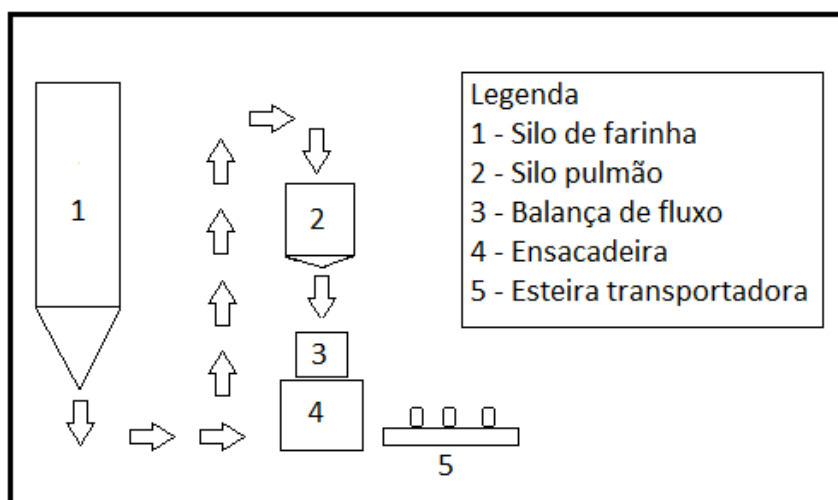 Legenda
1 - Silo de farinha
2 - Silo pulmão
3 - Balança de fluxo
4 - Ensacadeira
5 - Esteira transportadora
1
2
3
4
5